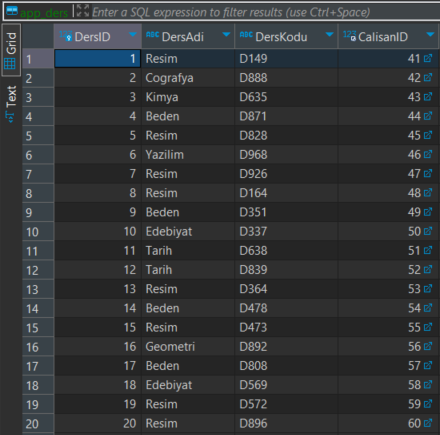 app_ders Enter a SQL expression to filter results (use Ctrl+Space)
Grid
Text
DersID DersAdi DersKodu CalisanID
1 1 Resim D149 41
2 2 Cografya D888 42
3 3 Kimya D635 43
4 4 Beden D871 44
5 5 Resim D828 45
6 6 Yazilim D968 46
7 7 Resim D926 47
8 8 Resim D164 48
9 9 Beden D351 49
10 10 Edebiyat D337 50
11 11 Tarih D638 51
12 12 Tarih D839 52
13 13 Resim D364 53
14 14 Beden D478 54
15 15 Resim D473 55
16 16 Geometri D892 56
17 17 Beden D808 57
18 18 Edebiyat D569 58
19 19 Resim D572 59
20 20 Resim D896 60